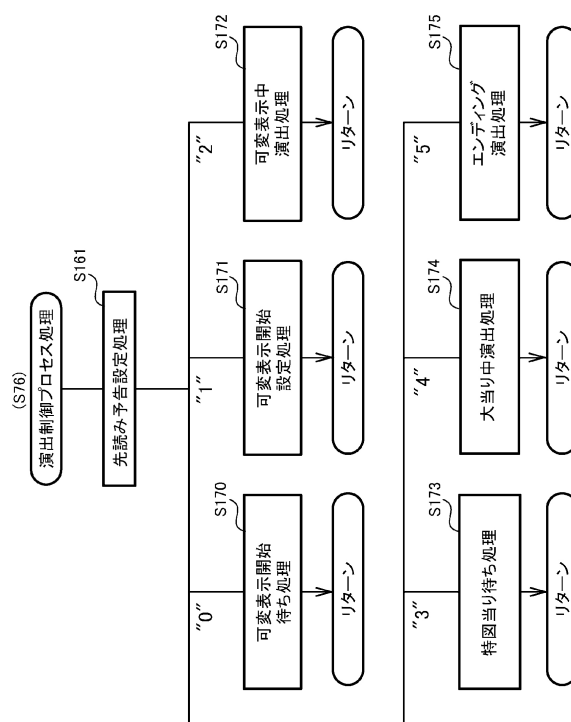 (S76)
演出制御プロセス処理
S161
先読み予告設定処理
"0"
S170
可変表示開始
待ち処理
リターン
"1"
S171
可変表示開始
設定処理
リターン
"2"
S172
可変表示中
演出処理
リターン
"3"
S173
特図当り待ち処理
リターン
"4"
S174
大当り中演出処理
リターン
"5"
S175
エンディング
演出処理
リターン